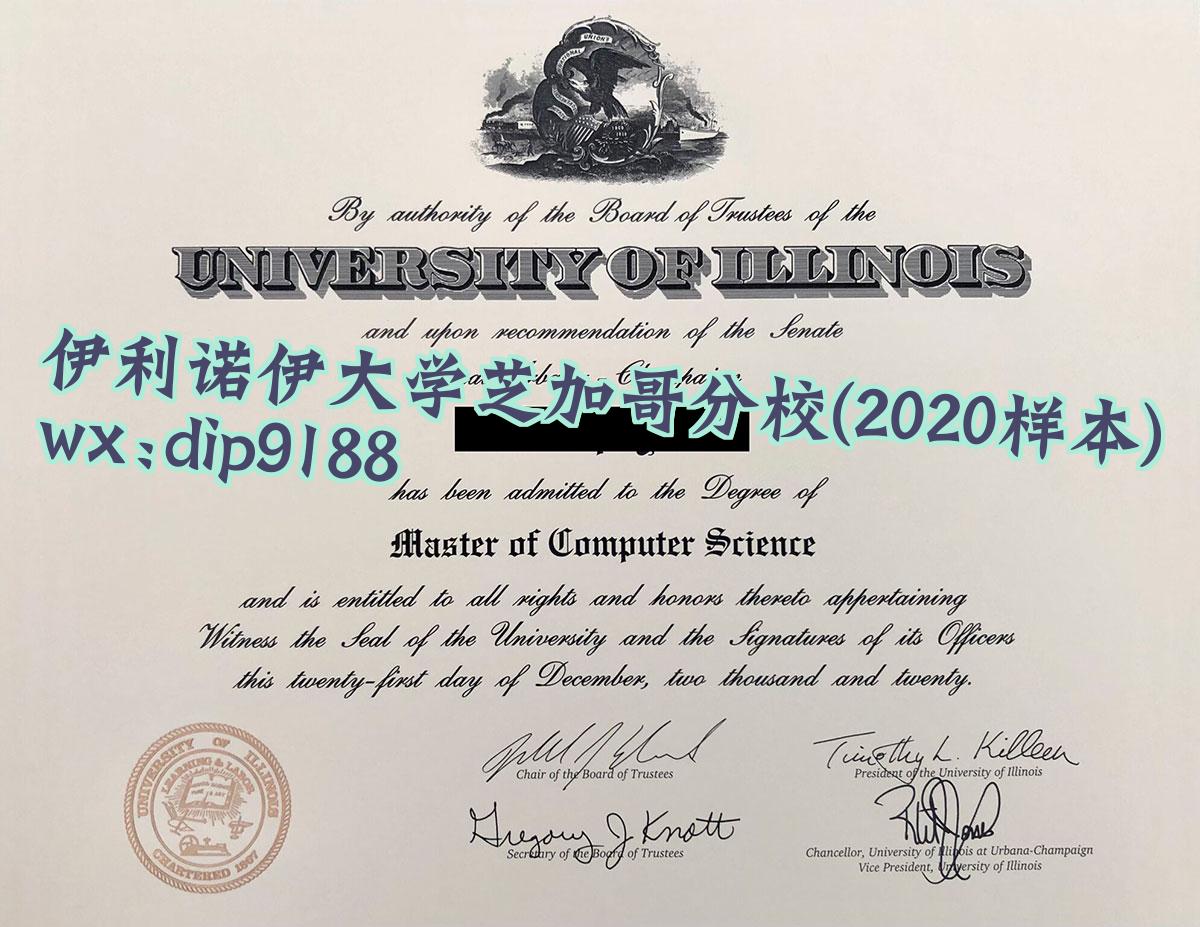 By authority of the Board of Trustees of the
UNIVERSITY OF ILLINOIS
and upon recommendation of the Senate
伊利诺伊大学芝加哥分校(2020样本)
wx:dip9188
has been admitted to the Degree of
Master of Computer Science
and is entitled to all rights and honors thereto appertaining
Witness the Seal of the University and the Signatures of its Officers
this twenty-first day of December, two thousand and twenty.
UNIVERSITY OF ILLINOIS
LEARNING & LABOR
CHARTERED 1867
Chair of the Board of Trustees
Timothy L. Killeen
President of the University of Illinois
Gregory J Knott
Secretary of the Board of Trustees
Chancellor, University of Illinois at Urbana-Champaign
Vice President, University of Illinois